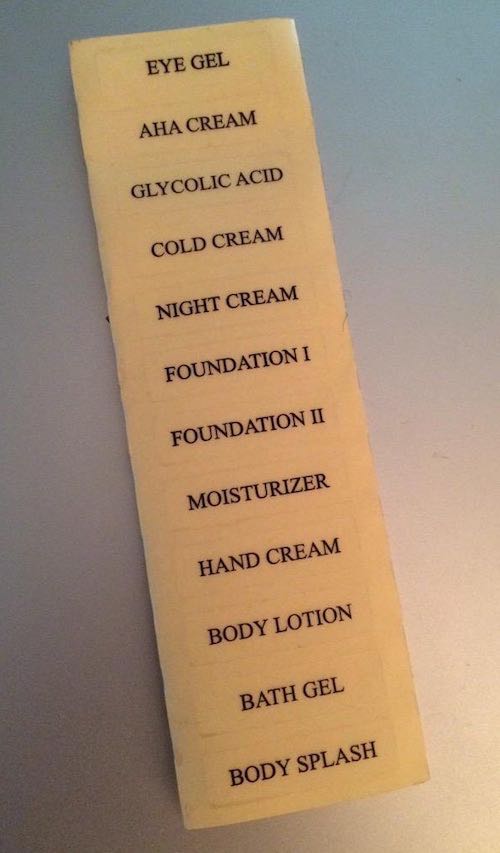 EYE GEL
AHA CREAM
GLYCOLIC ACID
COLD CREAM
NIGHT CREAM
FOUNDATION I
FOUNDATION II
MOISTURIZER
HAND CREAM
BODY LOTION
BATH GEL
BODY SPLASH